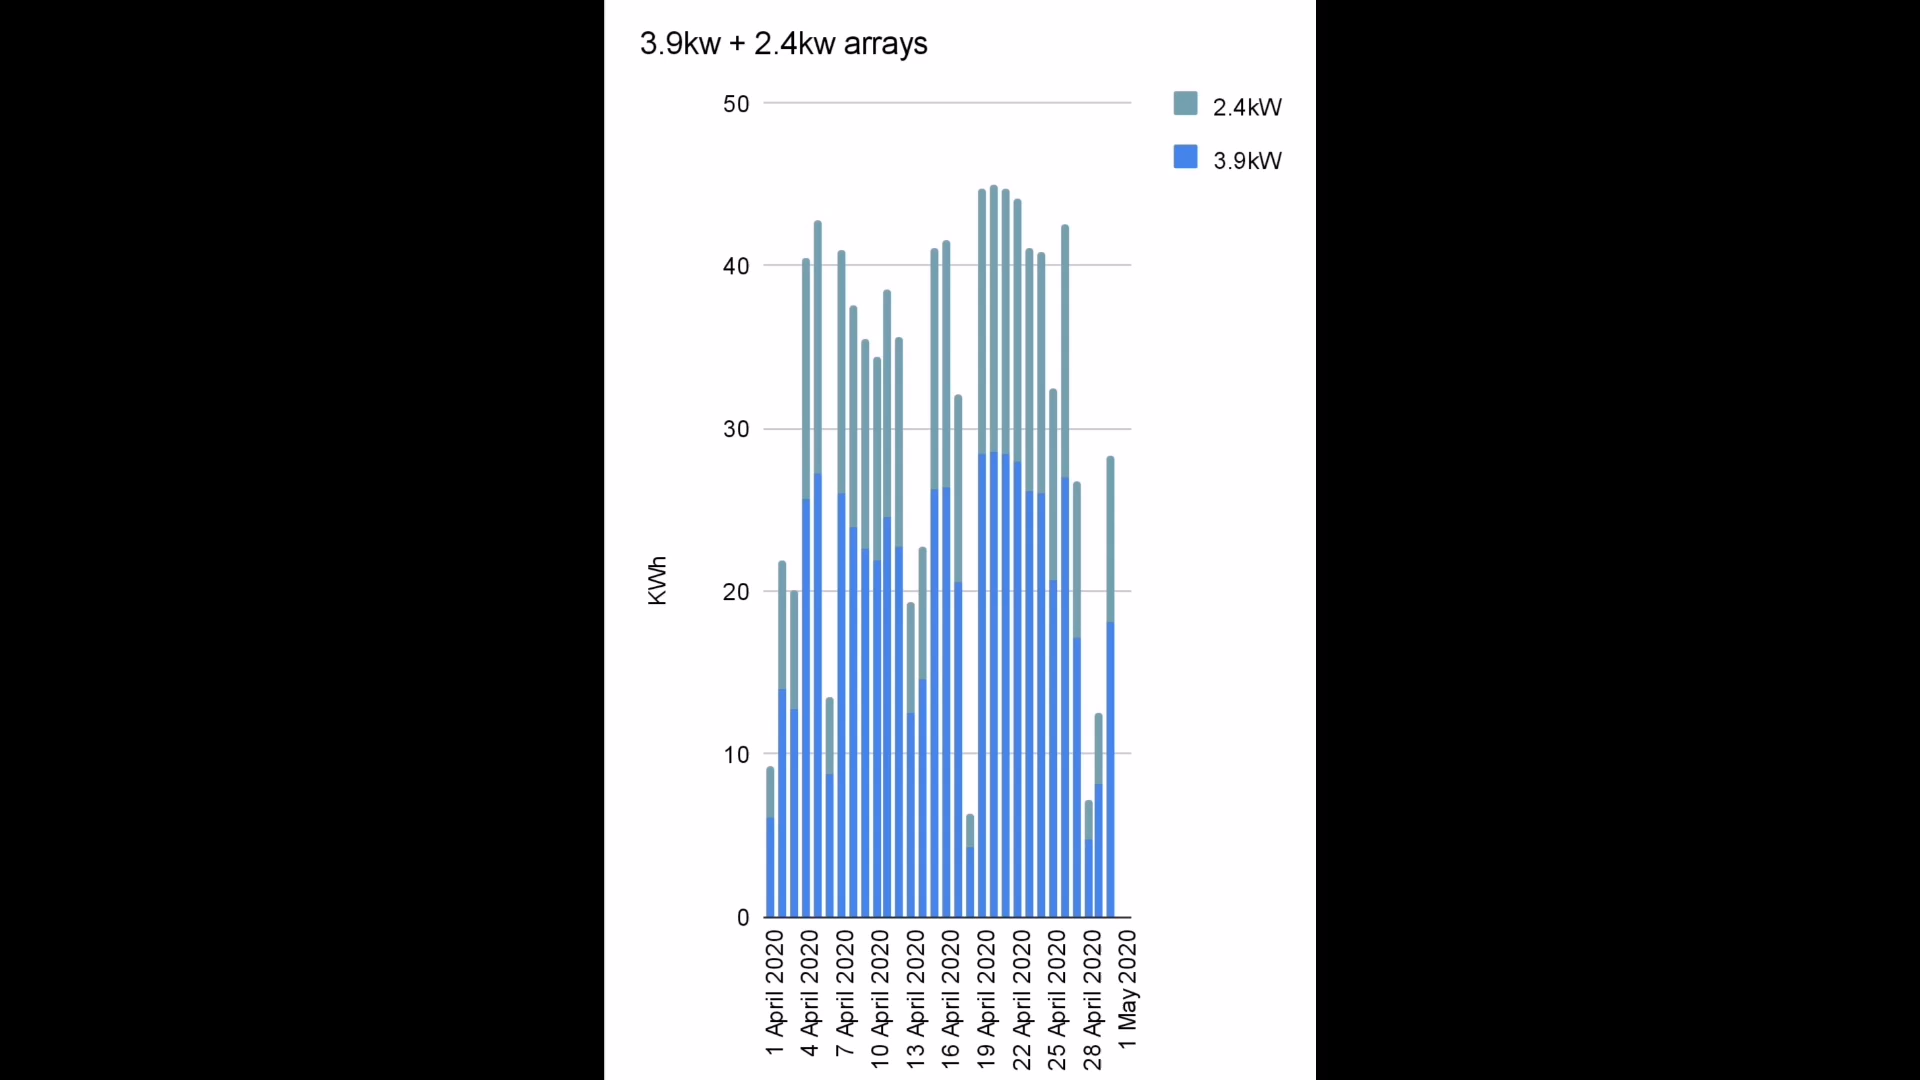 3.9kw + 2.4kw arrays
2.4kW
3.9kW
50
40
30
20
10
0
KWh
1 April 2020
4 April 2020
7 April 2020
10 April 2020
13 April 2020
16 April 2020
19 April 2020
22 April 2020
25 April 2020
28 April 2020
1 May 2020